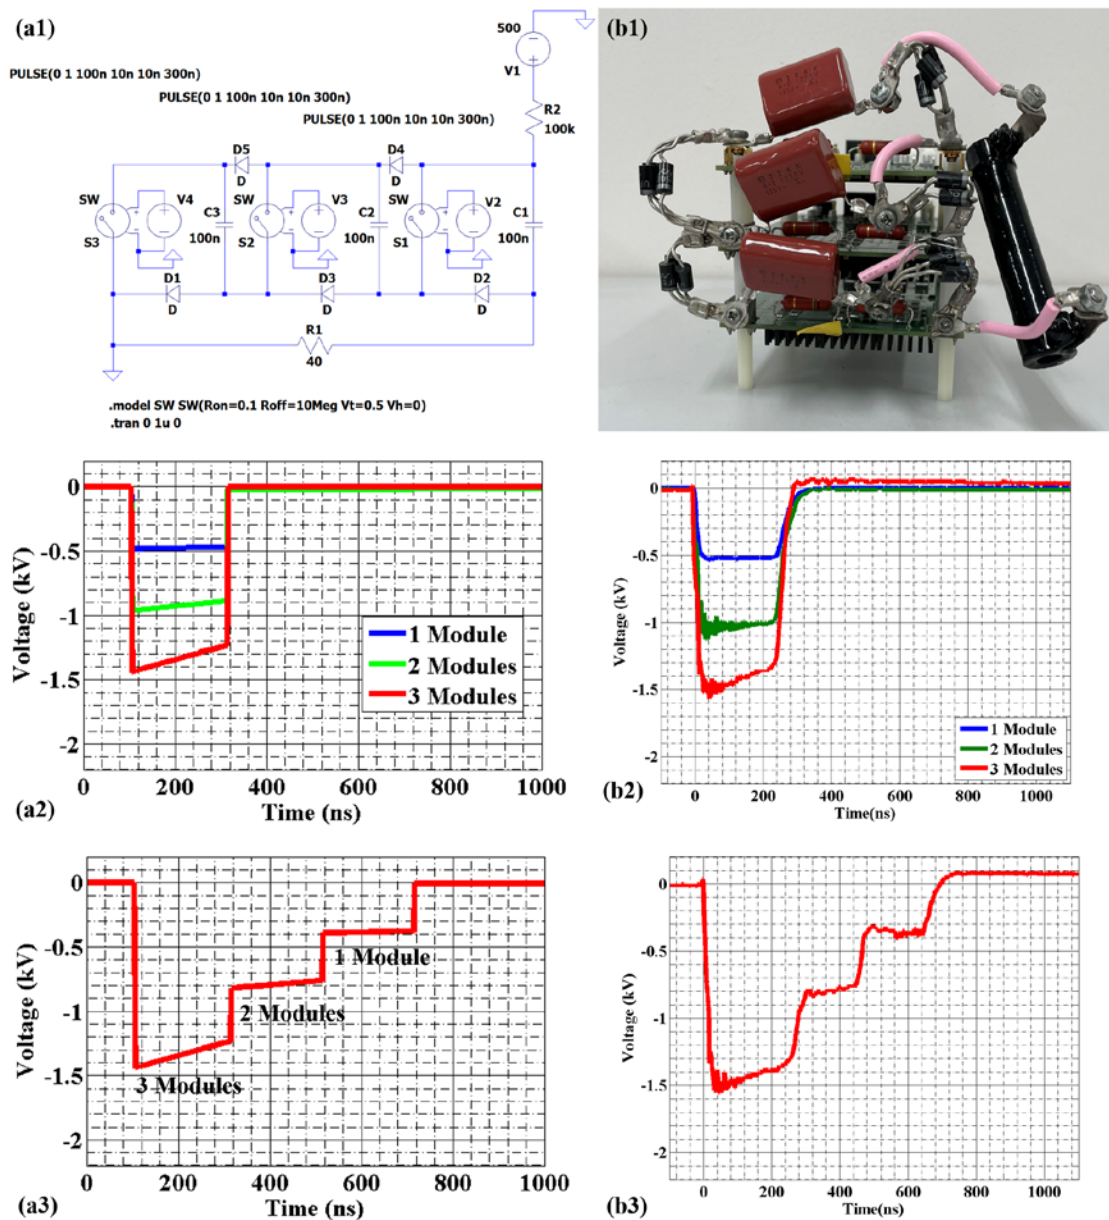 (a1)
500
V1
PULSE(0 1 100n 10n 10n 300n)
PULSE(0 1 100n 10n 10n 300n)
PULSE(0 1 100n 10n 10n 300n)
R2
100k
D5
D
D4
D
SW
V4
C3
100n
S3
SW
V3
C2
100n
S2
SW
V2
C1
100n
S1
D1
D
D3
D
D2
D
R1
40
.model SW SW(Ron=0.1 Roff=10Meg Vt=0.5 Vh=0)
.tran 0 1u 0
(b1)
0
-0.5
-1
-1.5
-2
Voltage (kV)
1 Module
2 Modules
3 Modules
0 200 400 600 800 1000
Time (ns)
(a2)
0
-0.5
-1
-1.5
-2
Voltage (kV)
1 Module
2 Modules
3 Modules
0 200 400 600 800 1000
Time(ns)
(b2)
0
-0.5
-1
-1.5
-2
Voltage (kV)
1 Module
2 Modules
3 Modules
0 200 400 600 800 1000
Time (ns)
(a3)
0
-0.5
-1
-1.5
-2
Voltage (kV)
0 200 400 600 800 1000
Time(ns)
(b3)